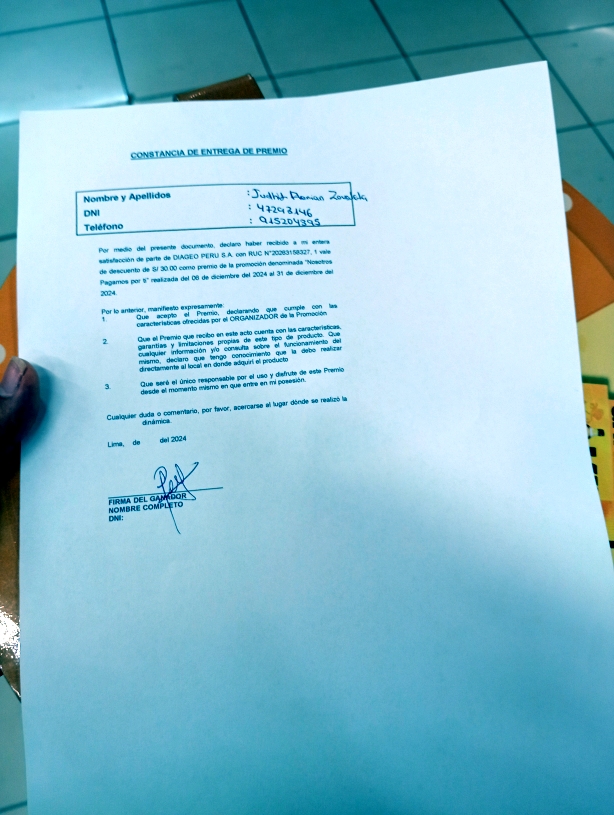 CONSTANCIA DE ENTREGA DE PREMIO
Nombre y Apellidos : Judhit
DNI : 47293146
Teléfono : 915204395
Por medio del presente documento, declaro haber recibido a mi entera
satisfacción de parte de DIAGEO PERU S.A. con RUC N°20263158327, 1 vale
de descuento de S/ 30.00 como premio de la promoción denominada "Nosotros
Pagamos por ti" realizada del 06 de diciembre del 2024 al 31 de diciembre del
2024.
Por lo anterior, manifiesto expresamente:
1. Que acepto el Premio, declarando que cumple con las
características ofrecidas por el ORGANIZADOR de la Promoción
2. Que el Premio que recibo en este acto cuenta con las características,
garantías y limitaciones propias de este tipo de producto. Que
cualquier información y/o consulta sobre el funcionamiento del
mismo, declaro que tengo conocimiento que la debo realizar
directamente al local en donde adquirí el producto
3. Que será el único responsable por el uso y disfrute de este Premio
desde el momento mismo en que entre en mi posesión.
Cualquier duda o comentario, por favor, acercarse al lugar dónde se realizó la
dinámica.
Lima, de del 2024
FIRMA DEL GANADOR
NOMBRE COMPLETO
DNI: